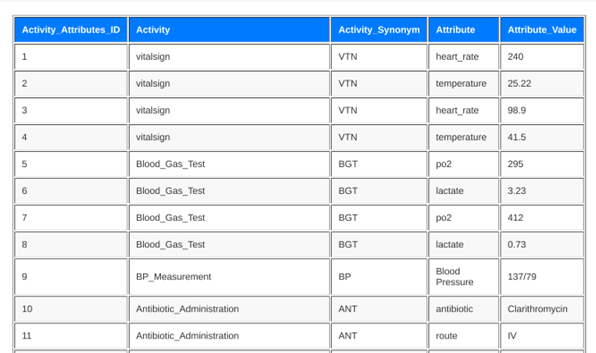 Activity_Attributes_ID Activity Activity_Synonym Attribute Attribute_Value
1 vitalsign VTN heart_rate 240
2 vitalsign VTN temperature 25.22
3 vitalsign VTN heart_rate 98.9
4 vitalsign VTN temperature 41.5
5 Blood_Gas_Test BGT po2 295
6 Blood_Gas_Test BGT lactate 3.23
7 Blood_Gas_Test BGT po2 412
8 Blood_Gas_Test BGT lactate 0.73
9 BP_Measurement BP Blood Pressure 137/79
10 Antibiotic_Administration ANT antibiotic Clarithromycin
11 Antibiotic_Administration ANT route IV